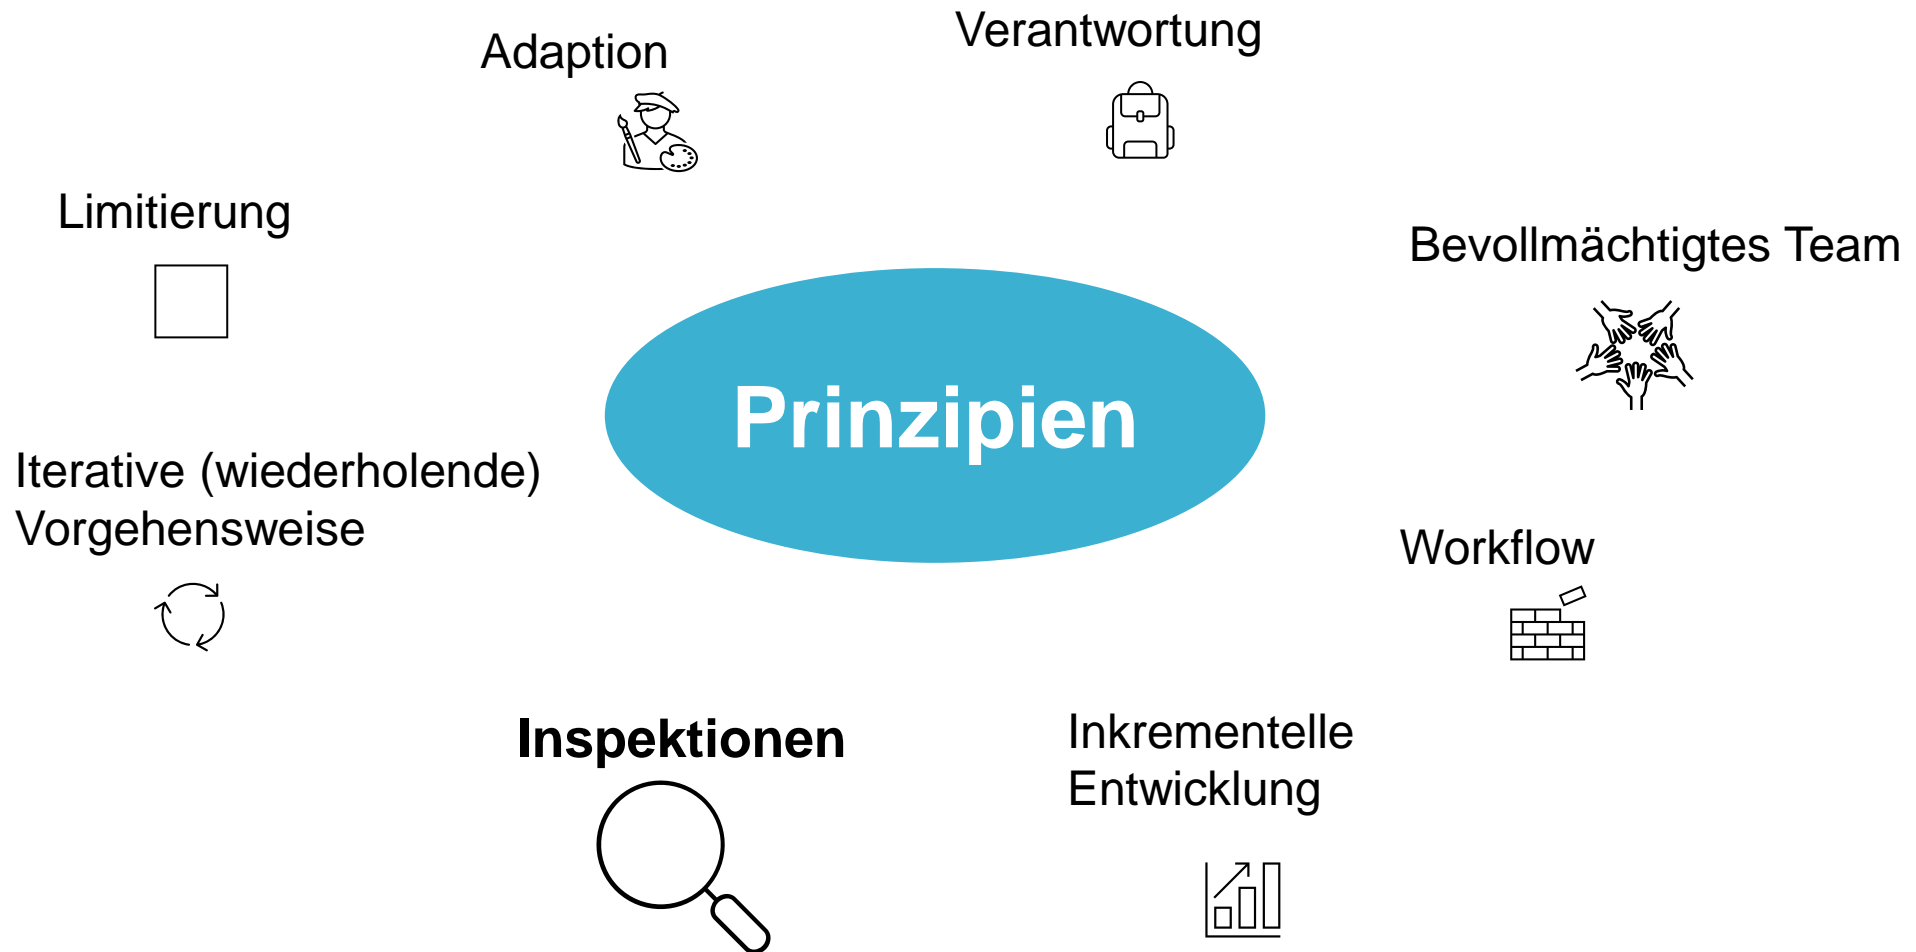 Verantwortung
Adaption
Limitierung
Bevollmächtigtes Team
Prinzipien
Iterative (wiederholende)
Vorgehensweise
Workflow
Inspektionen
Inkrementelle
Entwicklung